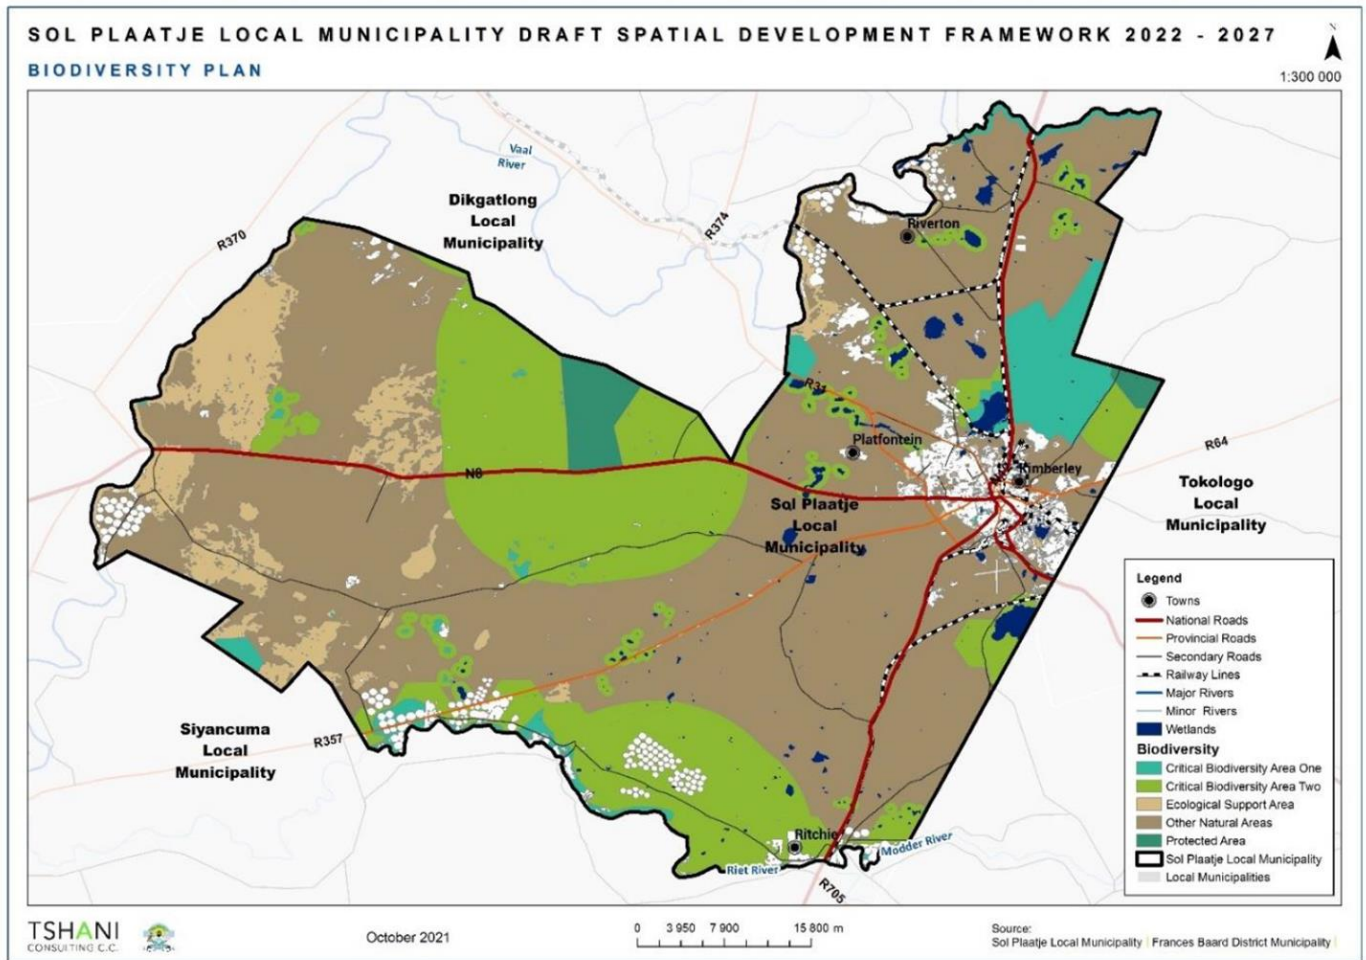 SOL PLAATJE LOCAL MUNICIPALITY DRAFT SPATIAL DEVELOPMENT FRAMEWORK 2022 - 2027
BIODIVERSITY PLAN
N
1:300 000
Vaal
River
Dikgatlong
Local
Municipality
R370
R374
Riverton
R31
Platfontein
Kimberley
R64
N8
Sol Plaatje
Local
Municipality
Tokologo
Local
Municipality
Siyancuma
Local
Municipality
R357
Ritchie
Riet River
Modder River
R705
Legend
Towns
National Roads
Provincial Roads
Secondary Roads
Railway Lines
Major Rivers
Minor Rivers
Wetlands
Biodiversity
Critical Biodiversity Area One
Critical Biodiversity Area Two
Ecological Support Area
Other Natural Areas
Protected Area
Sol Plaatje Local Municipality
Local Municipalities
TSHANI
CONSULTING C.C.
October 2021
0 3 950 7 900 15 800 m
Source:
Sol Plaatje Local Municipality | Frances Baard District Municipality |